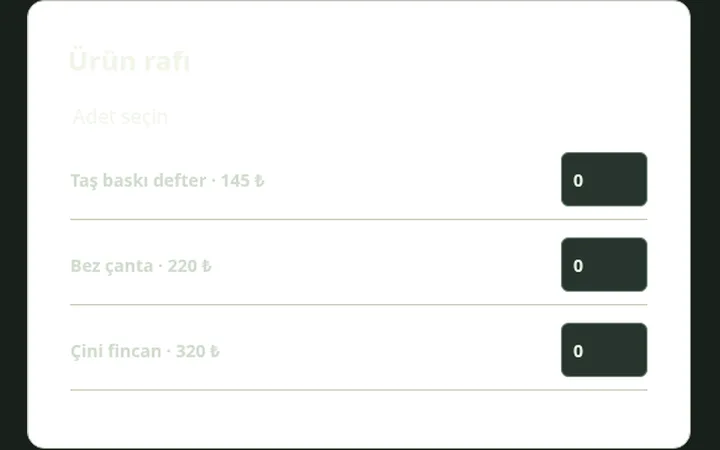 Ürün rafı
Adet seçin
Taş baskı defter · 145 ₺ 0
Bez çanta · 220 ₺ 0
Çini fincan · 320 ₺ 0